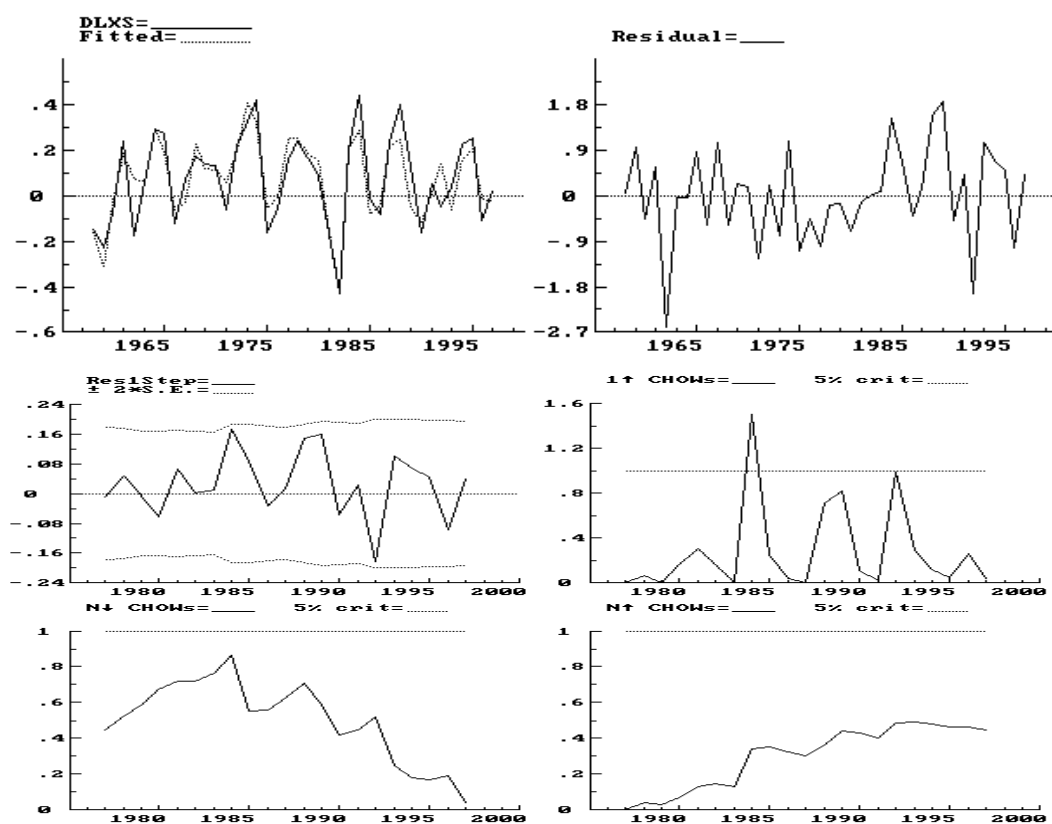 DLXS=
Fitted=
.4
.2
0
-.2
-.4
-.6
1965 1975 1985 1995
Residual=
1.8
.9
0
-.9
-1.8
-2.7
1965 1975 1985 1995
Res1Step=
± 2*S.E.=
.24
.16
.08
0
-.08
-.16
-.24
1980 1985 1990 1995 2000
1↑ CHOWs= 5% crit=
1.6
1.2
.8
.4
0
1980 1985 1990 1995 2000
N↓ CHOWs= 5% crit=
1
.8
.6
.4
.2
0
1980 1985 1990 1995 2000
N↑ CHOWs= 5% crit=
1
.8
.6
.4
.2
0
1980 1985 1990 1995 2000